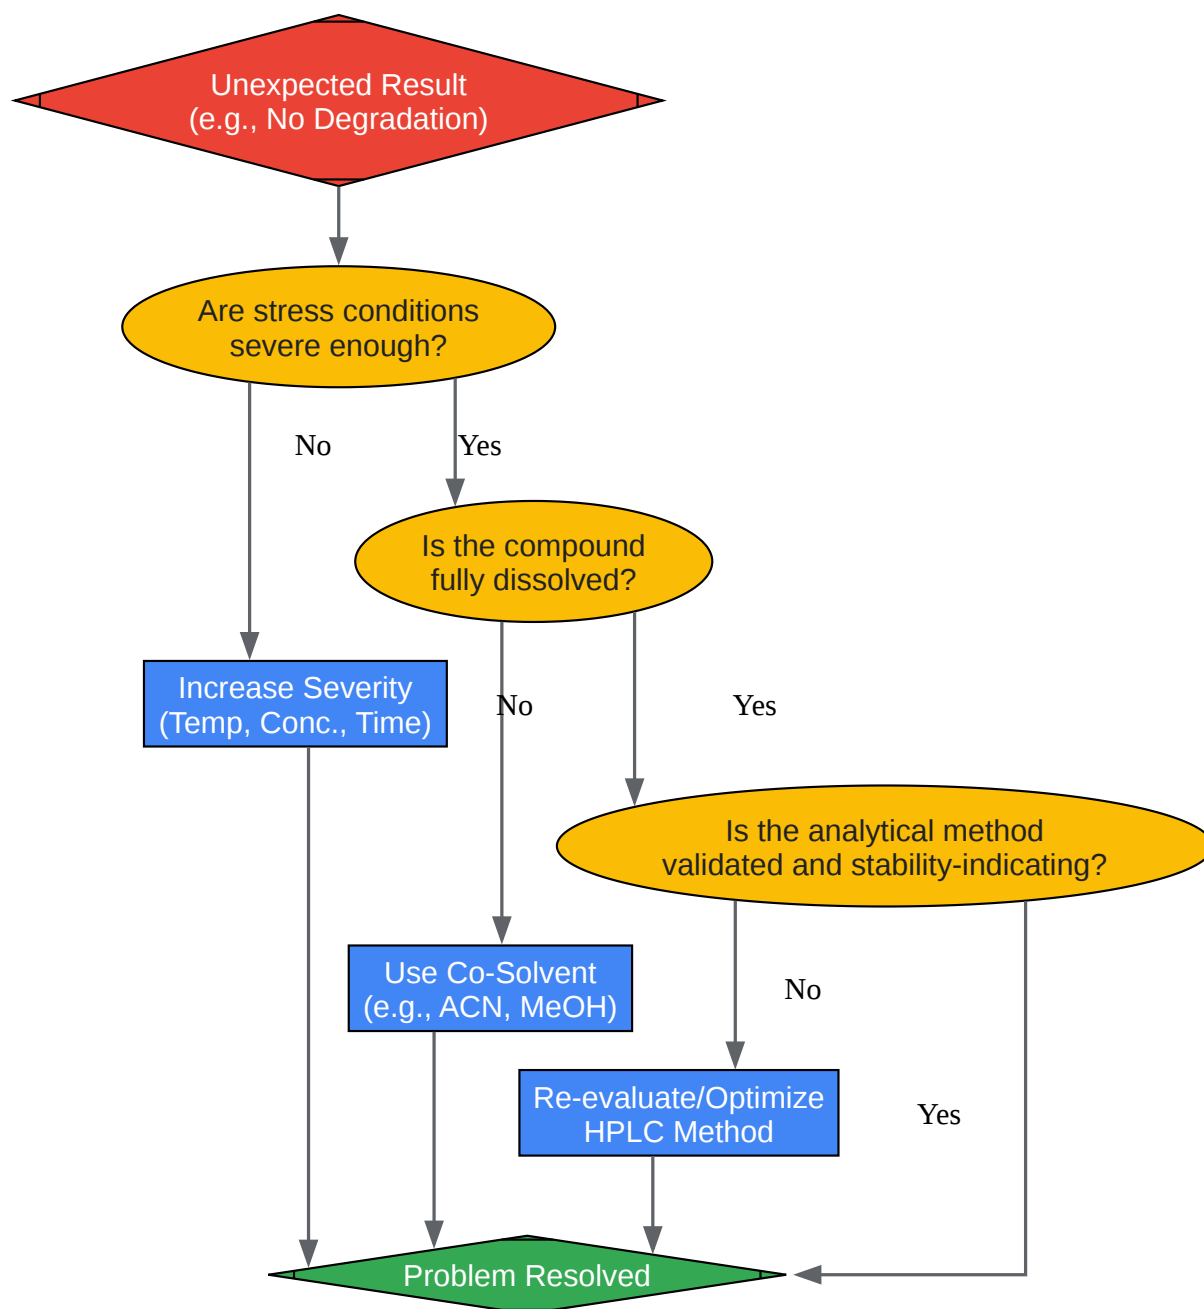 Unexpected Result
(e.g., No Degradation)
Are stress conditions
severe enough?
No
Yes
Is the compound
fully dissolved?
Increase Severity
(Temp, Conc., Time)
No
Yes
Is the analytical method
validated and stability-indicating?
Use Co-Solvent
(e.g., ACN, MeOH)
No
Re-evaluate/Optimize
HPLC Method
Yes
Problem Resolved